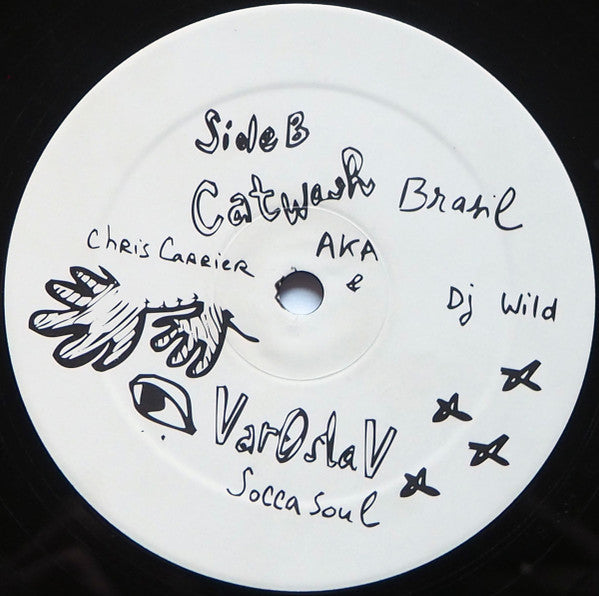 Side B
Catwash Brasil
Chris Carrier AKA & Dj Wild
VarOslaV
Socca Soul